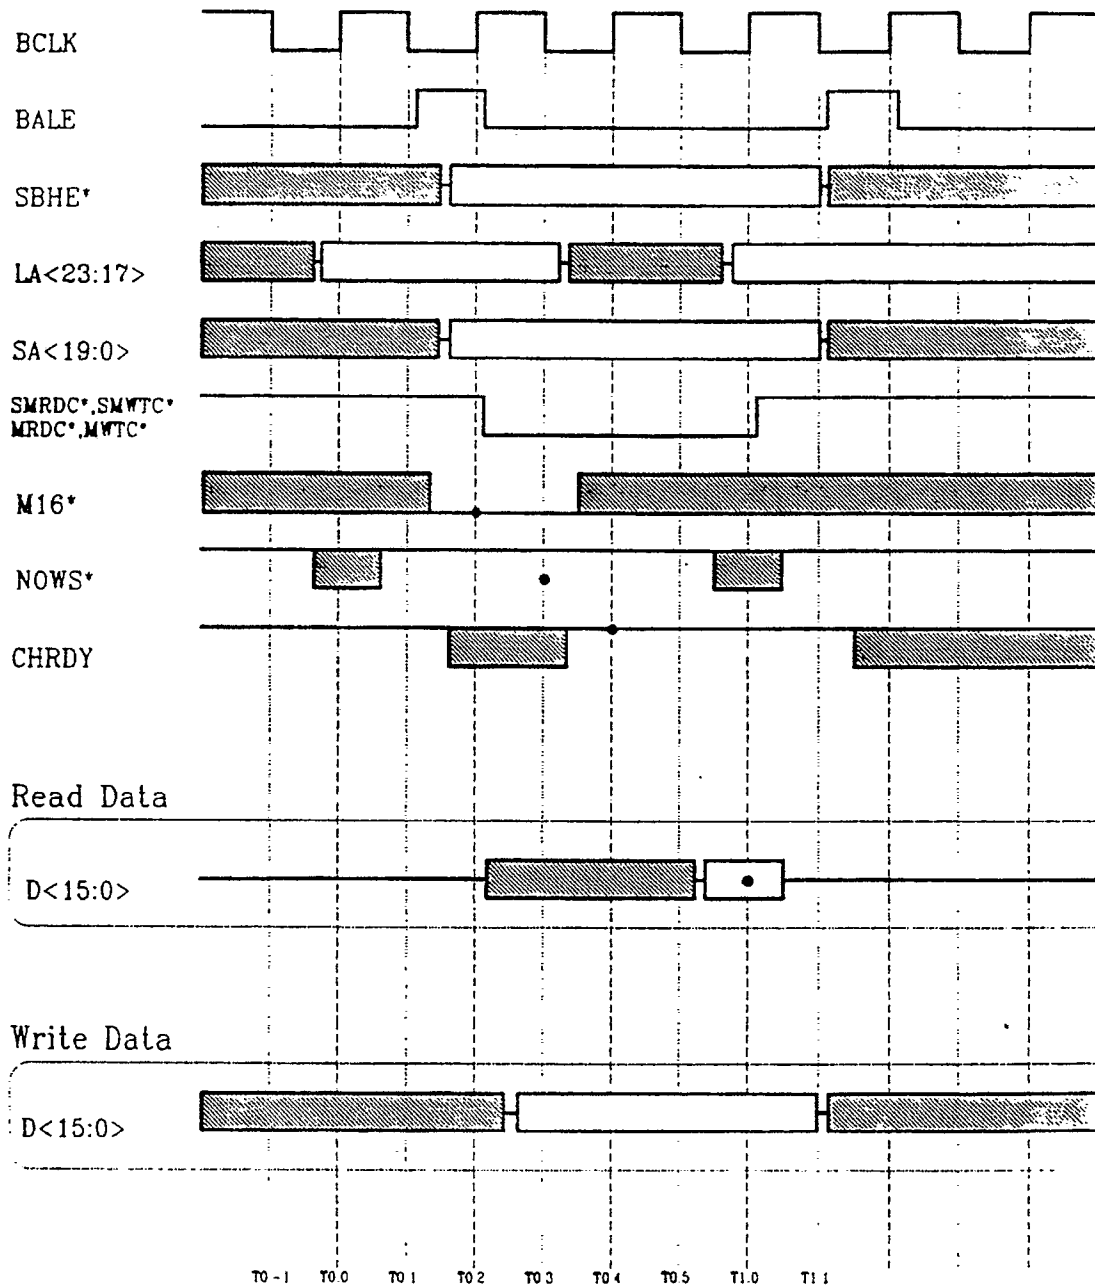 BCLK
BALE
SBHE*
LA<23:17>
SA<19:0>
SMRDC*,SMWTC*
MRDC*,MWTC*
M16*
NOWS*
CHRDY
Read Data
D<15:0>
Write Data
D<15:0>
T0-1 T0.0 T0.1 T0.2 T0.3 T0.4 T0.5 T1.0 T1.1